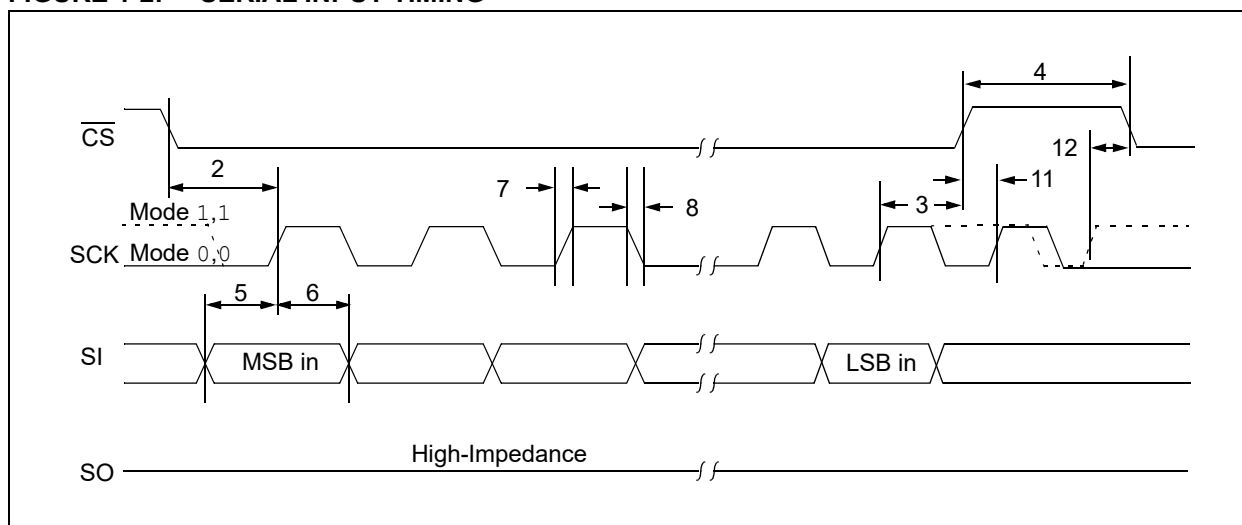 FIGURE 1-2: SERIAL INPUT TIMING
4
CS
12
2
7
11
8
3
Mode 1,1
SCK Mode 0,0
5 6
SI MSB in LSB in
High-Impedance
SO